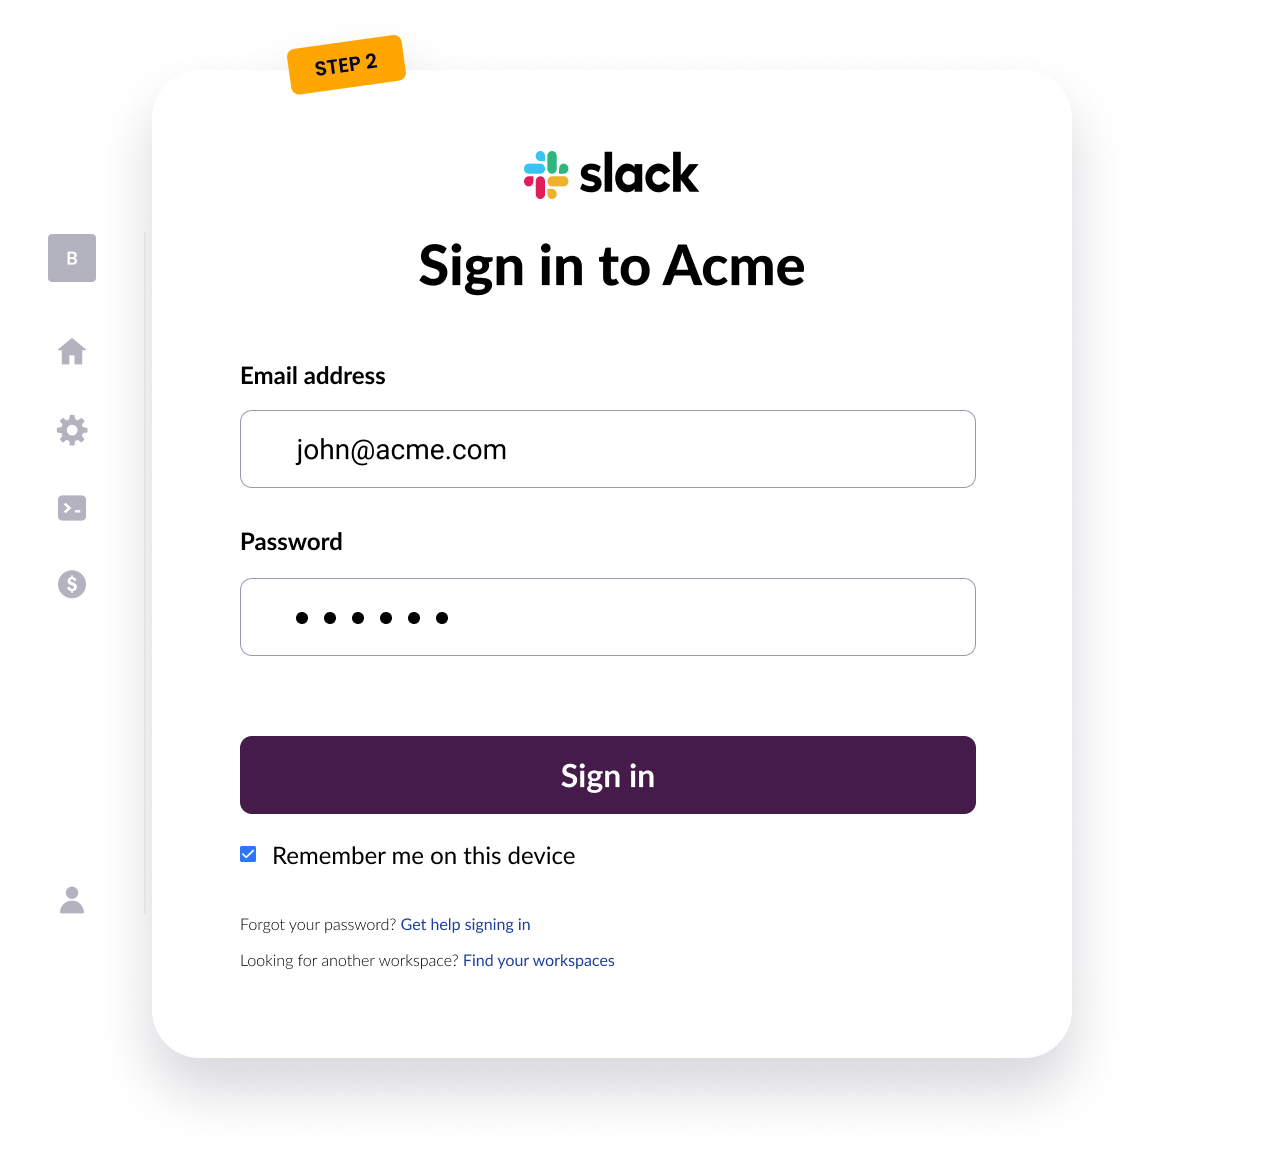 STEP 2
slack
Sign in to Acme
B
Email address
john@acme.com
Password
Sign in
Remember me on this device
Forgot your password? Get help signing in
Looking for another workspace? Find your workspaces